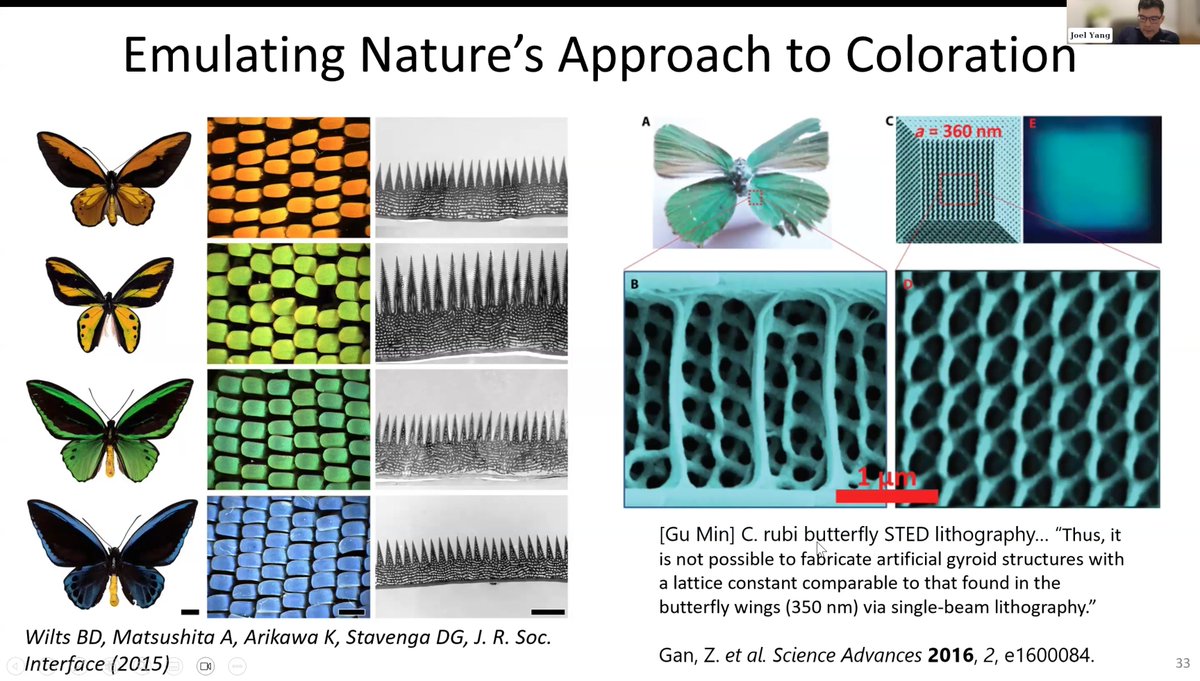 Joel Yang
Emulating Nature's Approach to Coloration
A
C
a = 360 nm
E
B
D
1 μm
[Gu Min] C. rubi butterfly STED lithography... “Thus, it
is not possible to fabricate artificial gyroid structures with
a lattice constant comparable to that found in the
butterfly wings (350 nm) via single-beam lithography.”
Wilts BD, Matsushita A, Arikawa K, Stavenga DG, J. R. Soc.
Interface (2015)
Gan, Z. et al. Science Advances 2016, 2, e1600084.
33